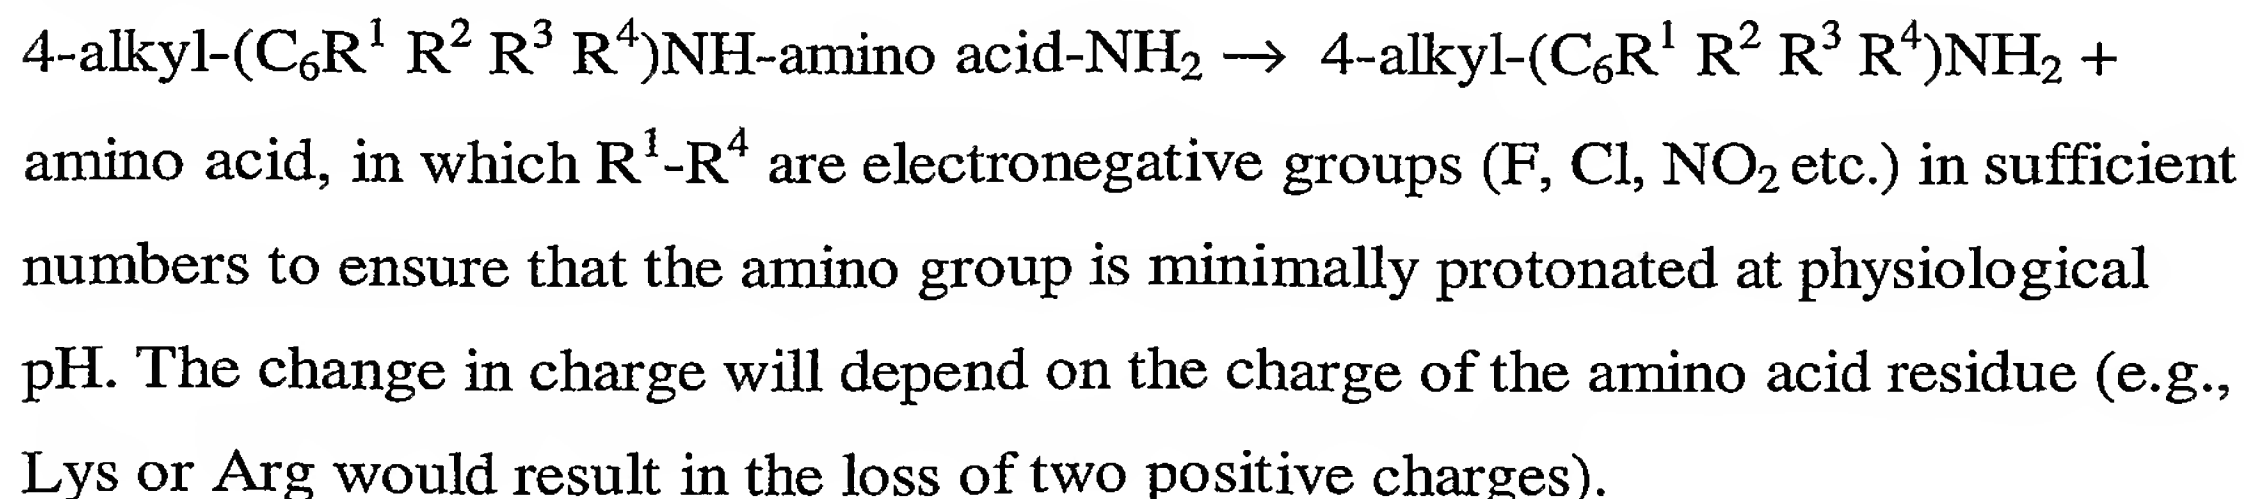 4-alkyl-(C₆R¹ R² R³ R⁴)NH-amino acid-NH₂ → 4-alkyl-(C₆R¹ R² R³ R⁴)NH₂ +
amino acid, in which R¹-R⁴ are electronegative groups (F, Cl, NO₂ etc.) in sufficient
numbers to ensure that the amino group is minimally protonated at physiological
pH. The change in charge will depend on the charge of the amino acid residue (e.g.,
Lys or Arg would result in the loss of two positive charges).